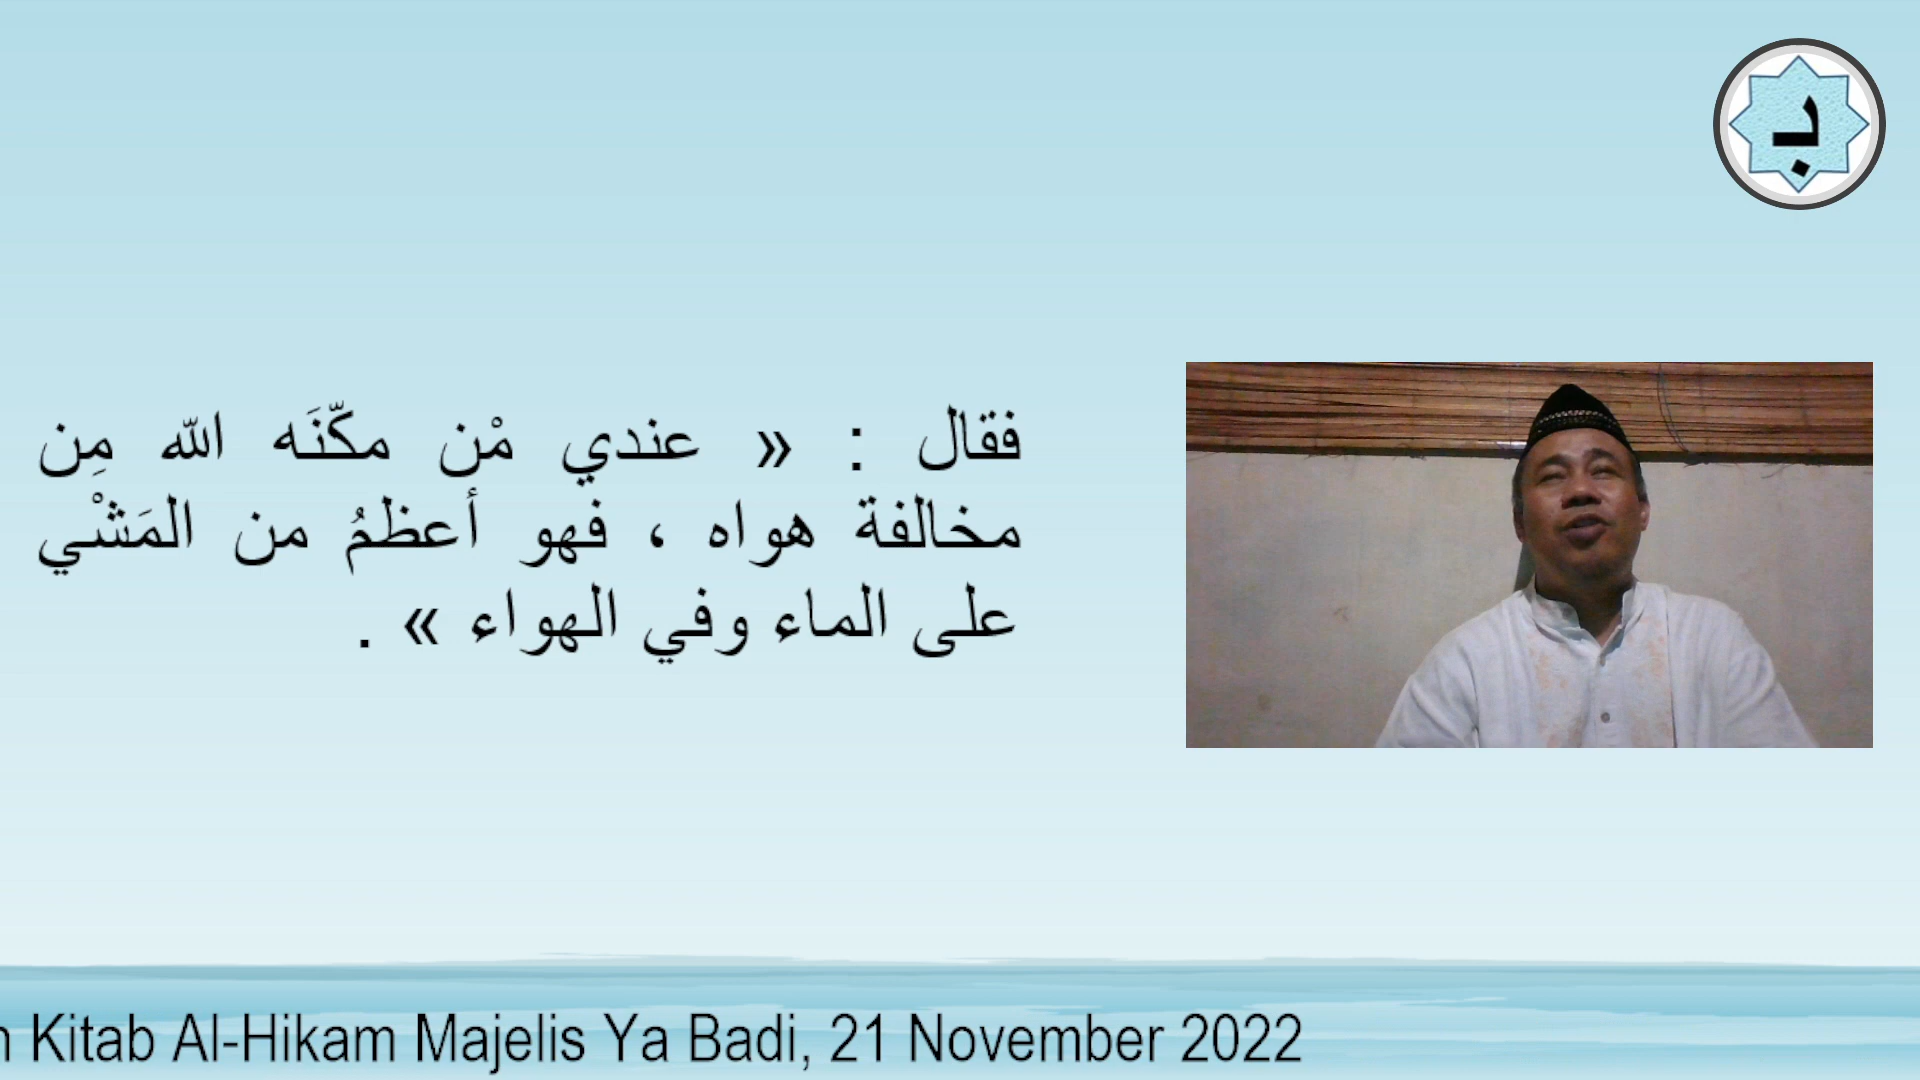 فقال : « عندي مْن مكّنَه الله مِن
مخالفة هواه ، فهو أعظمُ من المَشْي
على الماء وفي الهواء » .
بد
n Kitab Al-Hikam Majelis Ya Badi, 21 November 2022